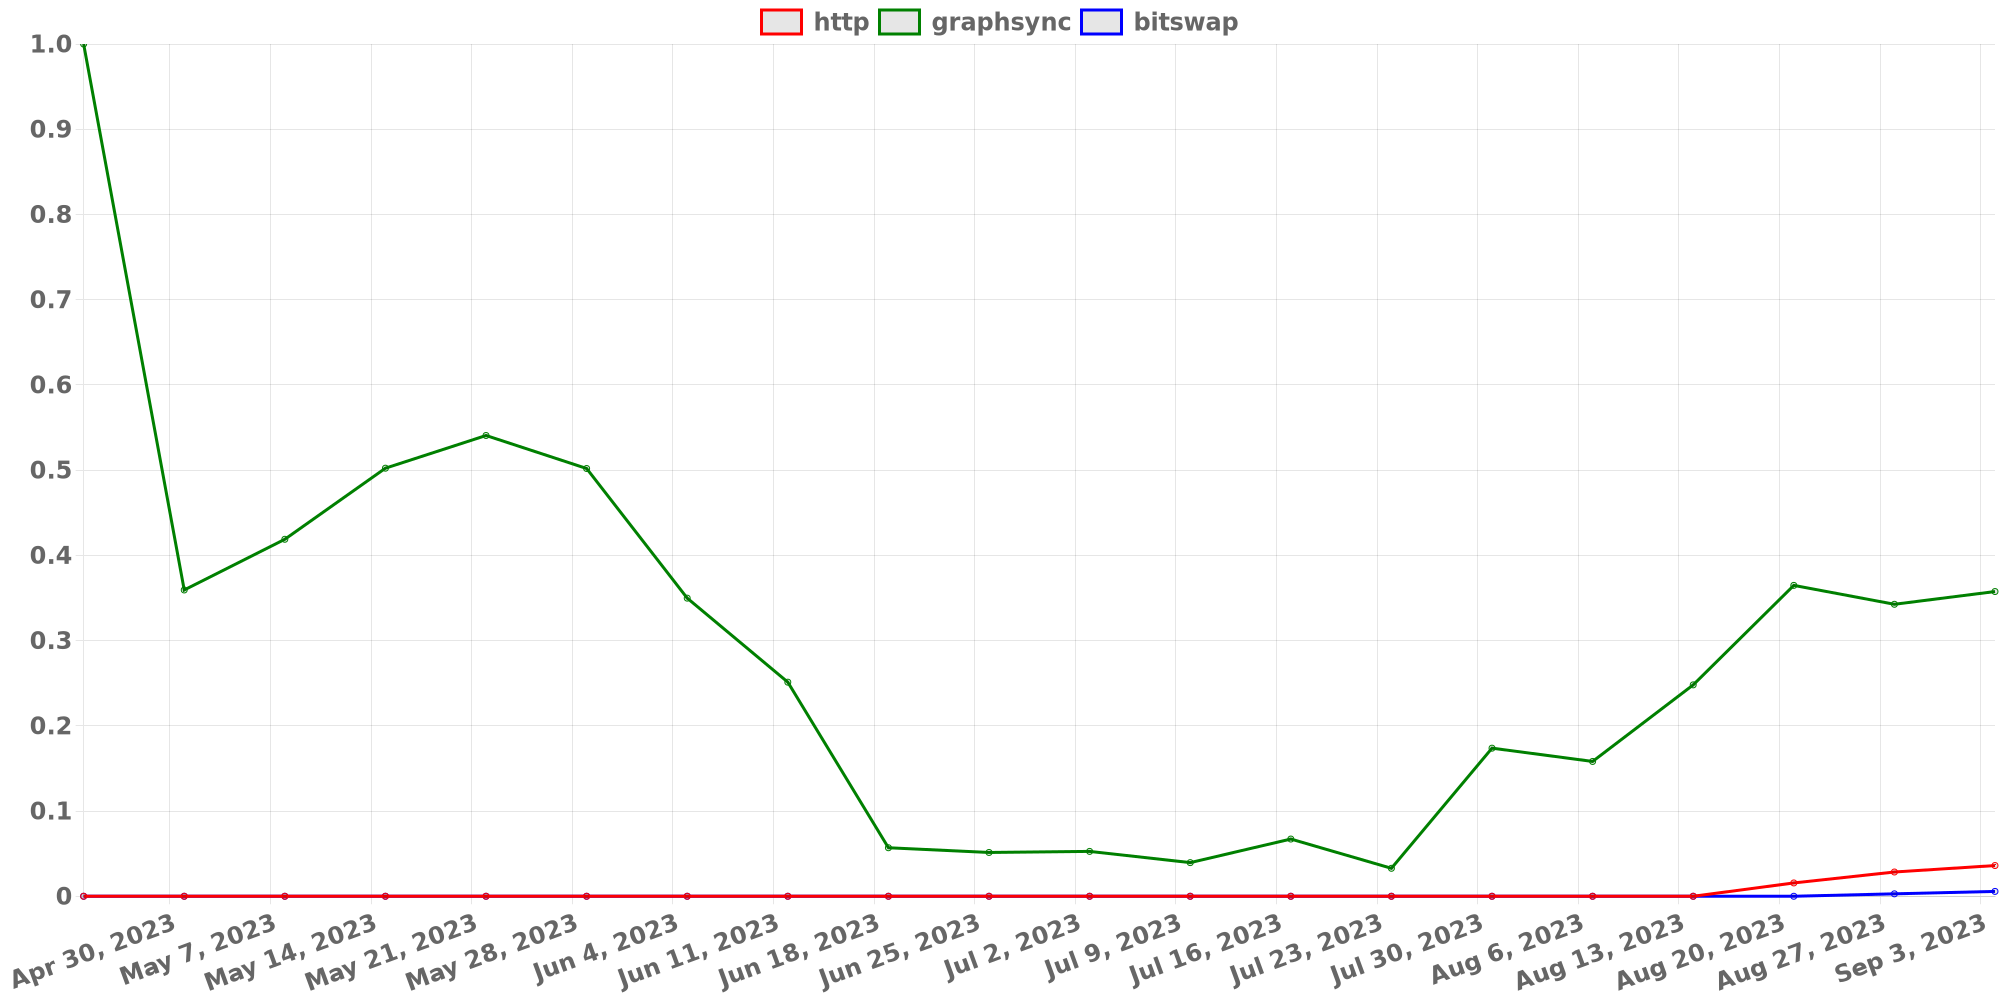 http graphsync bitswap
1.0
0.9
0.8
0.7
0.6
0.5
0.4
0.3
0.2
0.1
0
Apr 30, 2023
May 7, 2023
May 14, 2023
May 21, 2023
May 28, 2023
Jun 4, 2023
Jun 11, 2023
Jun 18, 2023
Jun 25, 2023
Jul 2, 2023
Jul 9, 2023
Jul 16, 2023
Jul 23, 2023
Jul 30, 2023
Aug 6, 2023
Aug 13, 2023
Aug 20, 2023
Aug 27, 2023
Sep 3, 2023